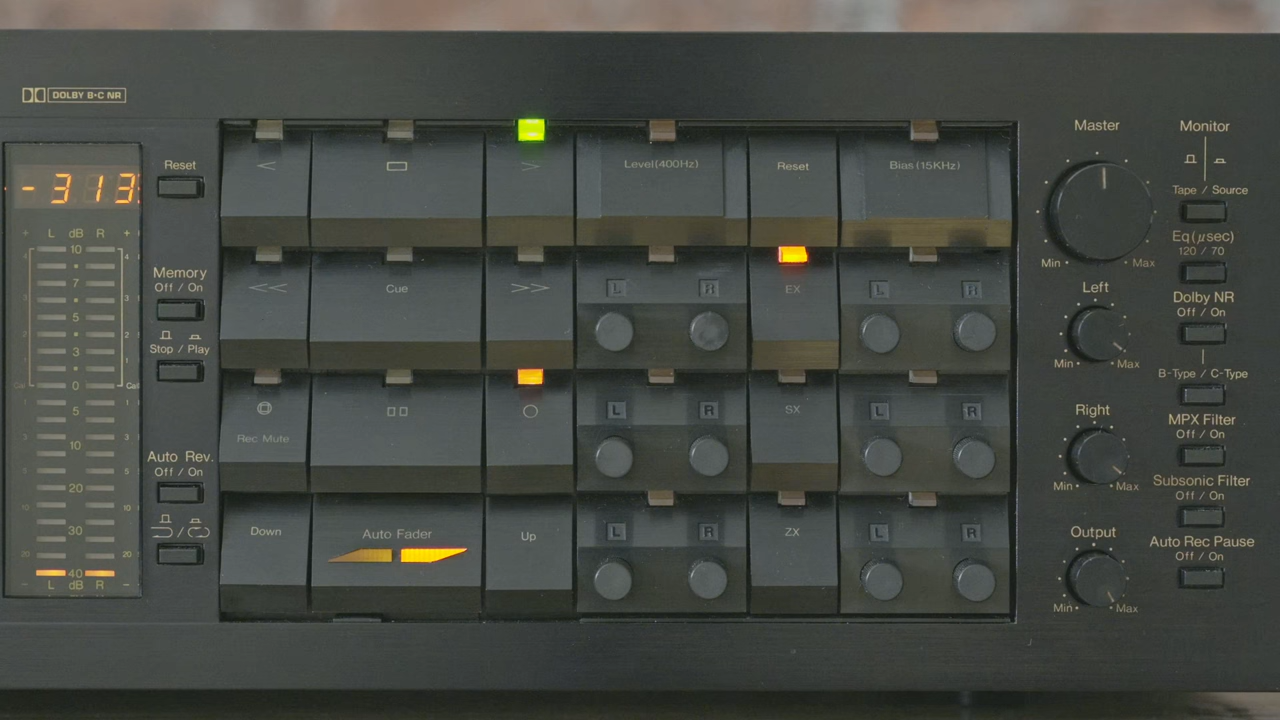 DOLBY B·C NR
-313
+ L dB R +
10
7
5
3
0
5
10
20
30
40
- L dB R -
Reset
Memory
Off / On
Stop / Play
Auto Rev.
Off / On
< >
Level(400Hz)
Reset
Bias(15KHz)
<< Cue >>
L R
EX
L R
Rec Mute
L R
SX
L R
Down
Auto Fader
Up
L R
ZX
L R
Master
Min Max
Left
Min Max
Right
Min Max
Output
Min Max
Monitor
Tape / Source
Eq(μsec)
120 / 70
Dolby NR
Off / On
B-Type / C-Type
MPX Filter
Off / On
Subsonic Filter
Off / On
Auto Rec Pause
Off / On